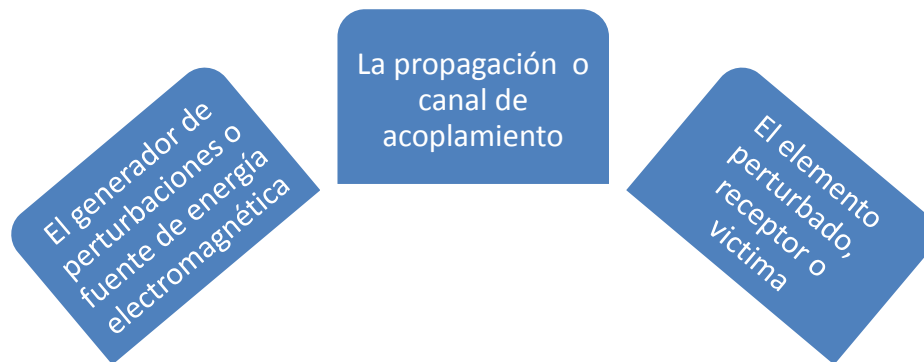 El generador de
perturbaciones o
fuente de energía
electromagnética
La propagación o
canal de
acoplamiento
El elemento
perturbado,
receptor o
victima